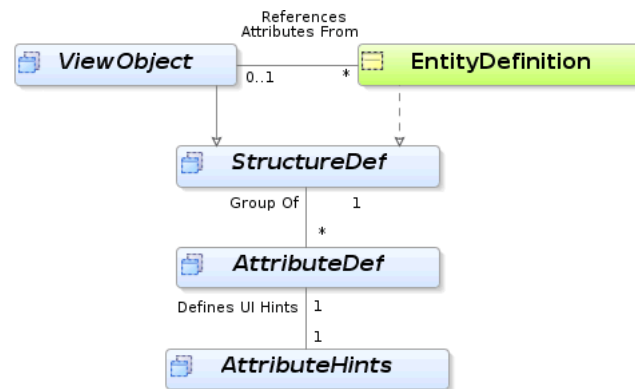 References
Attributes From
ViewObject
EntityDefinition
0..1
*
StructureDef
Group Of
1
*
AttributeDef
Defines UI Hints
1
1
AttributeHints